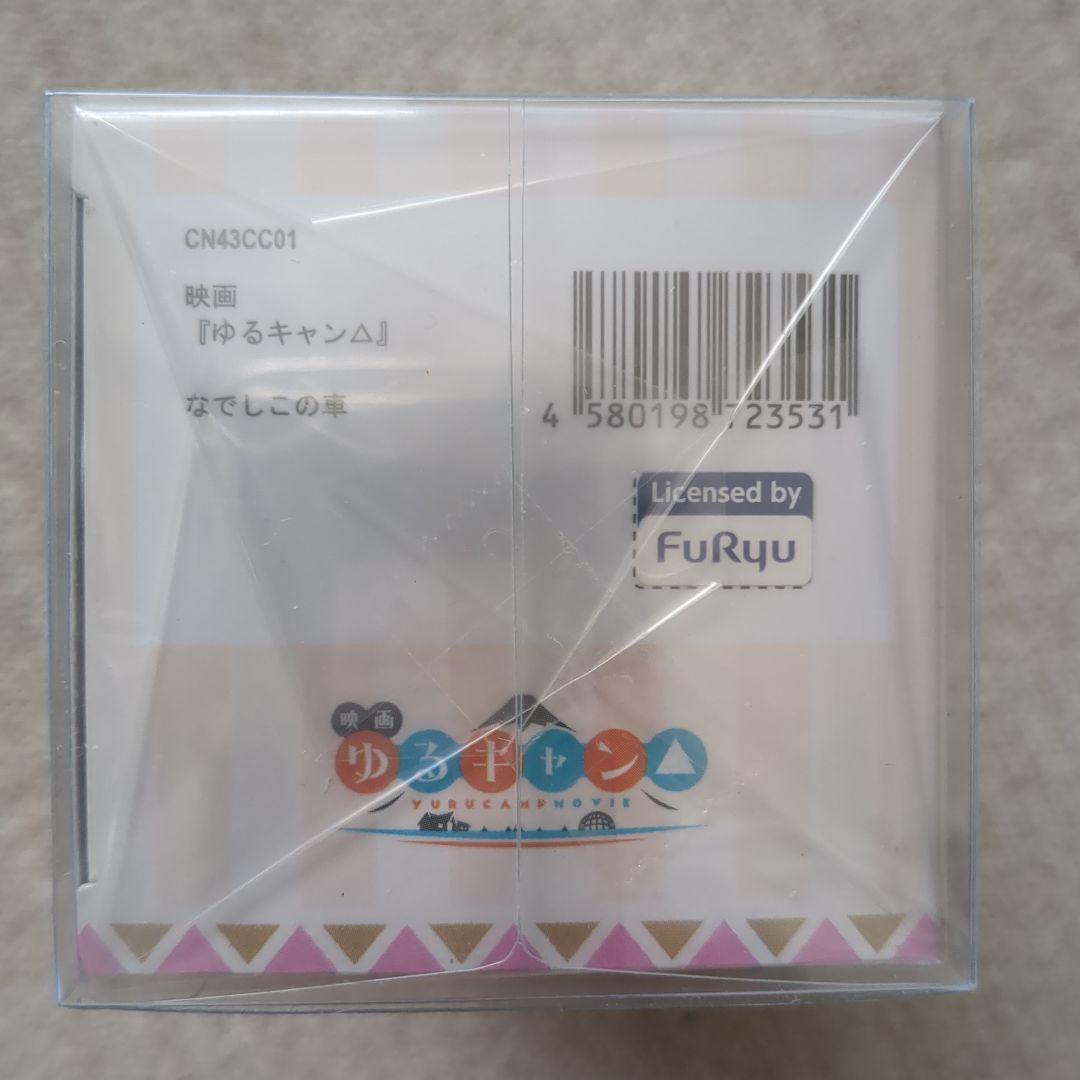 CN43CC01
映画
『ゆるキャン△』
なでしこの車
4 580198 723531
Licensed by
FuRyu
映画
ゆるキャン△
YURUCAMP MOVIE